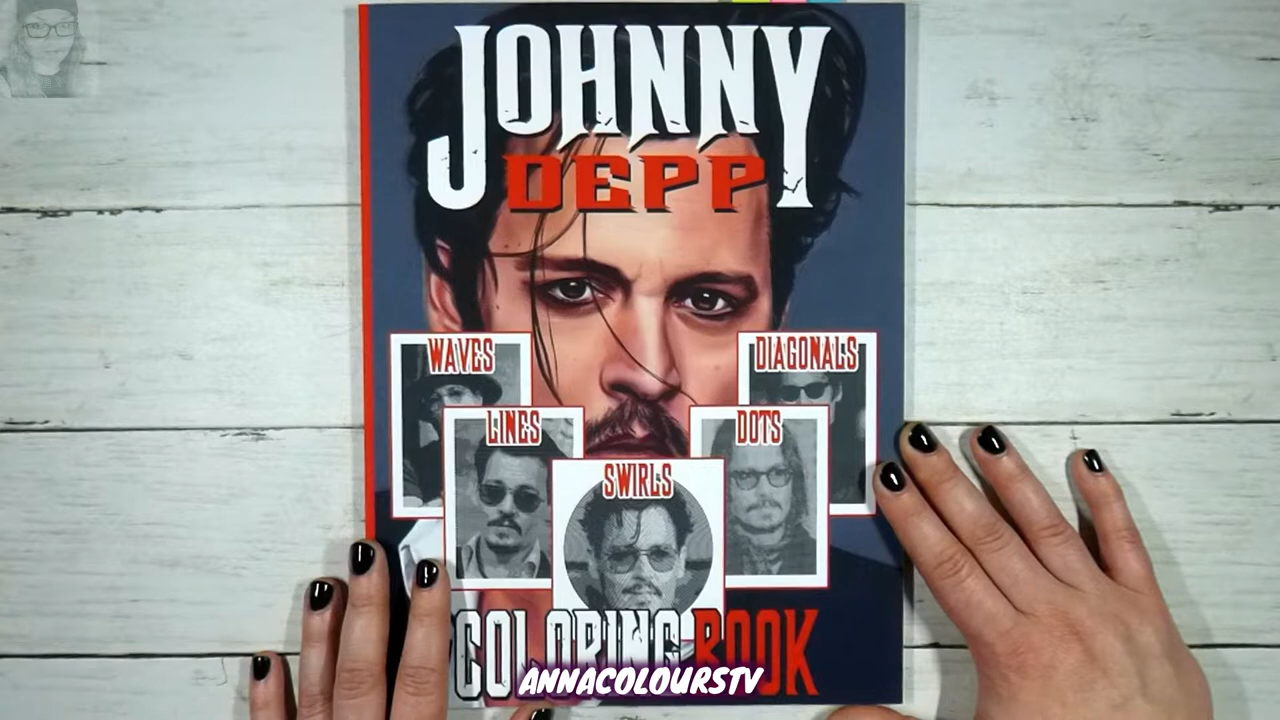 JOHNNY
DEPP
WAVES
DIAGONALS
LINES
DOTS
SWIRLS
COLORING BOOK
ANNACOLOURSTV